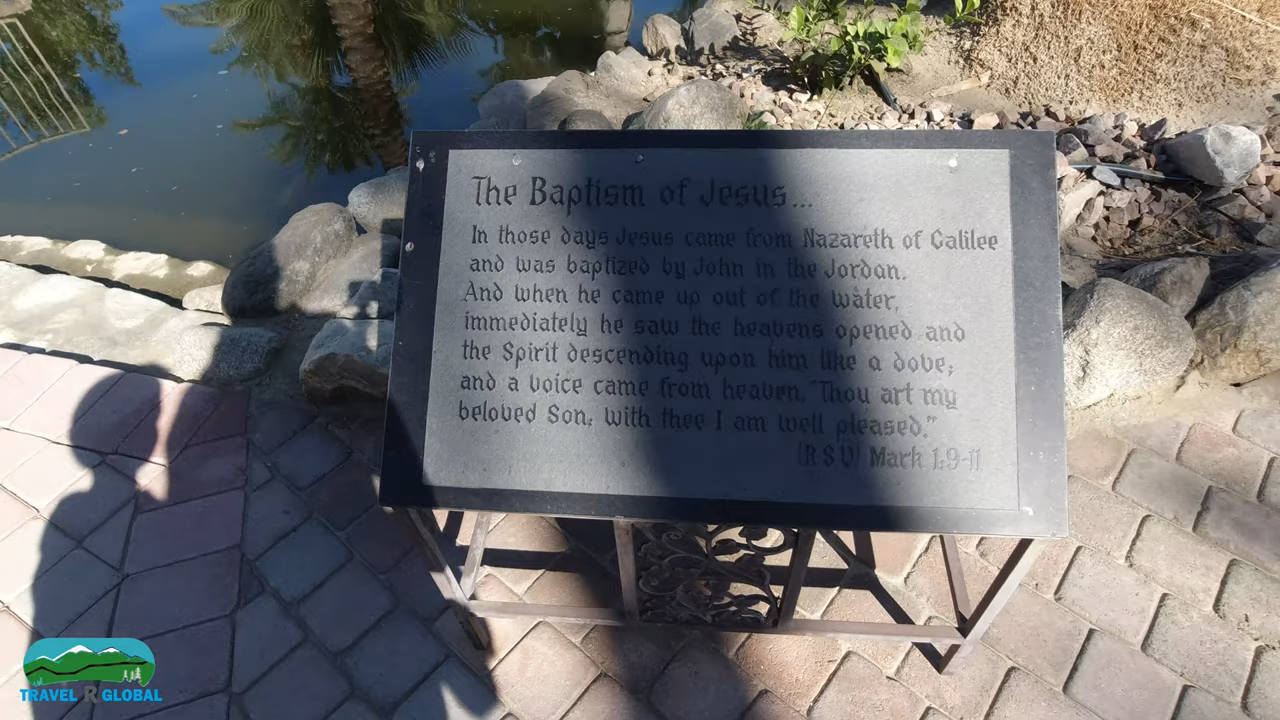 The Baptism of Jesus...
In those days Jesus came from Nazareth of Galilee
and was baptized by John in the Jordan.
And when he came up out of the water,
immediately he saw the heavens opened and
the Spirit descending upon him like a dove;
and a voice came from heaven, "Thou art my
beloved Son; with thee I am well pleased."
(RSV) Mark 1:9-11
TRAVEL R GLOBAL